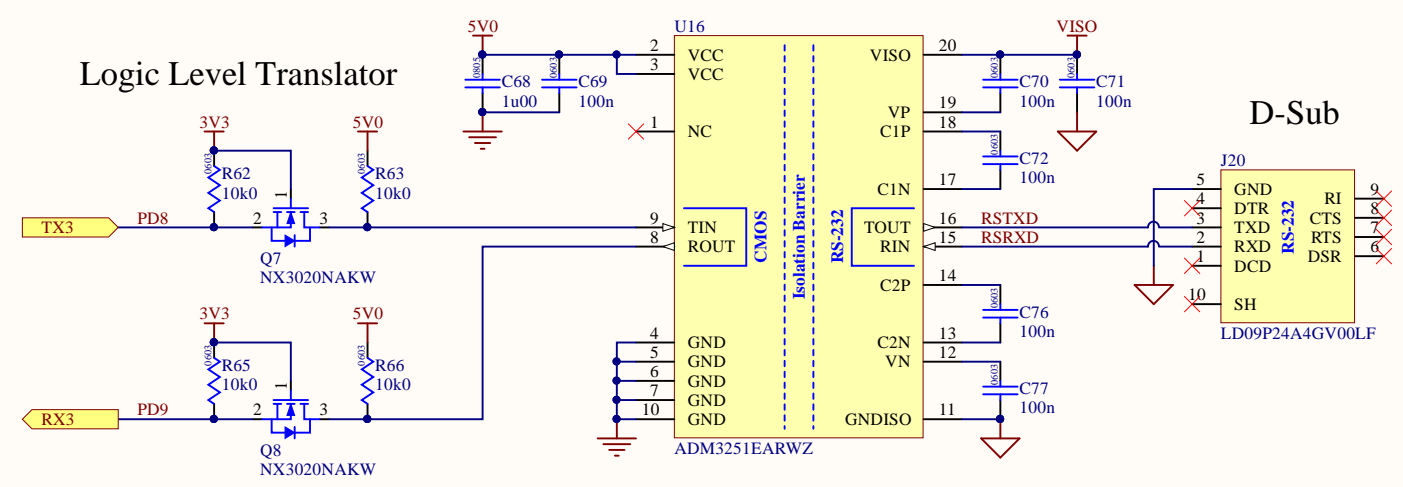 Logic Level Translator
3V3
0603
R62
10k0
5V0
0603
R63
10k0
TX3
PD8
2
1
3
Q7
NX3020NAKW
3V3
0603
R65
10k0
5V0
0603
R66
10k0
RX3
PD9
2
1
3
Q8
NX3020NAKW
5V0
0805
C68
1u00
0603
C69
100n
U16
2 VCC
3 VCC
1 NC
9 TIN
8 ROUT
CMOS
4 GND
5 GND
6 GND
7 GND
10 GND
Isolation Barrier
RS-232
VISO 20
VP 19
C1P 18
C1N 17
TOUT 16
RIN 15
C2P 14
C2N 13
VN 12
GNDISO 11
ADM3251EARWZ
VISO
0603
C70
100n
0603
C71
100n
0603
C72
100n
RSTXD
RSRXD
0603
C76
100n
0603
C77
100n
D-Sub
J20
5 GND
4 DTR
3 TXD
2 RXD
1 DCD
10 SH
RS-232
RI 9
CTS 8
RTS 7
DSR 6
LD09P24A4GV00LF